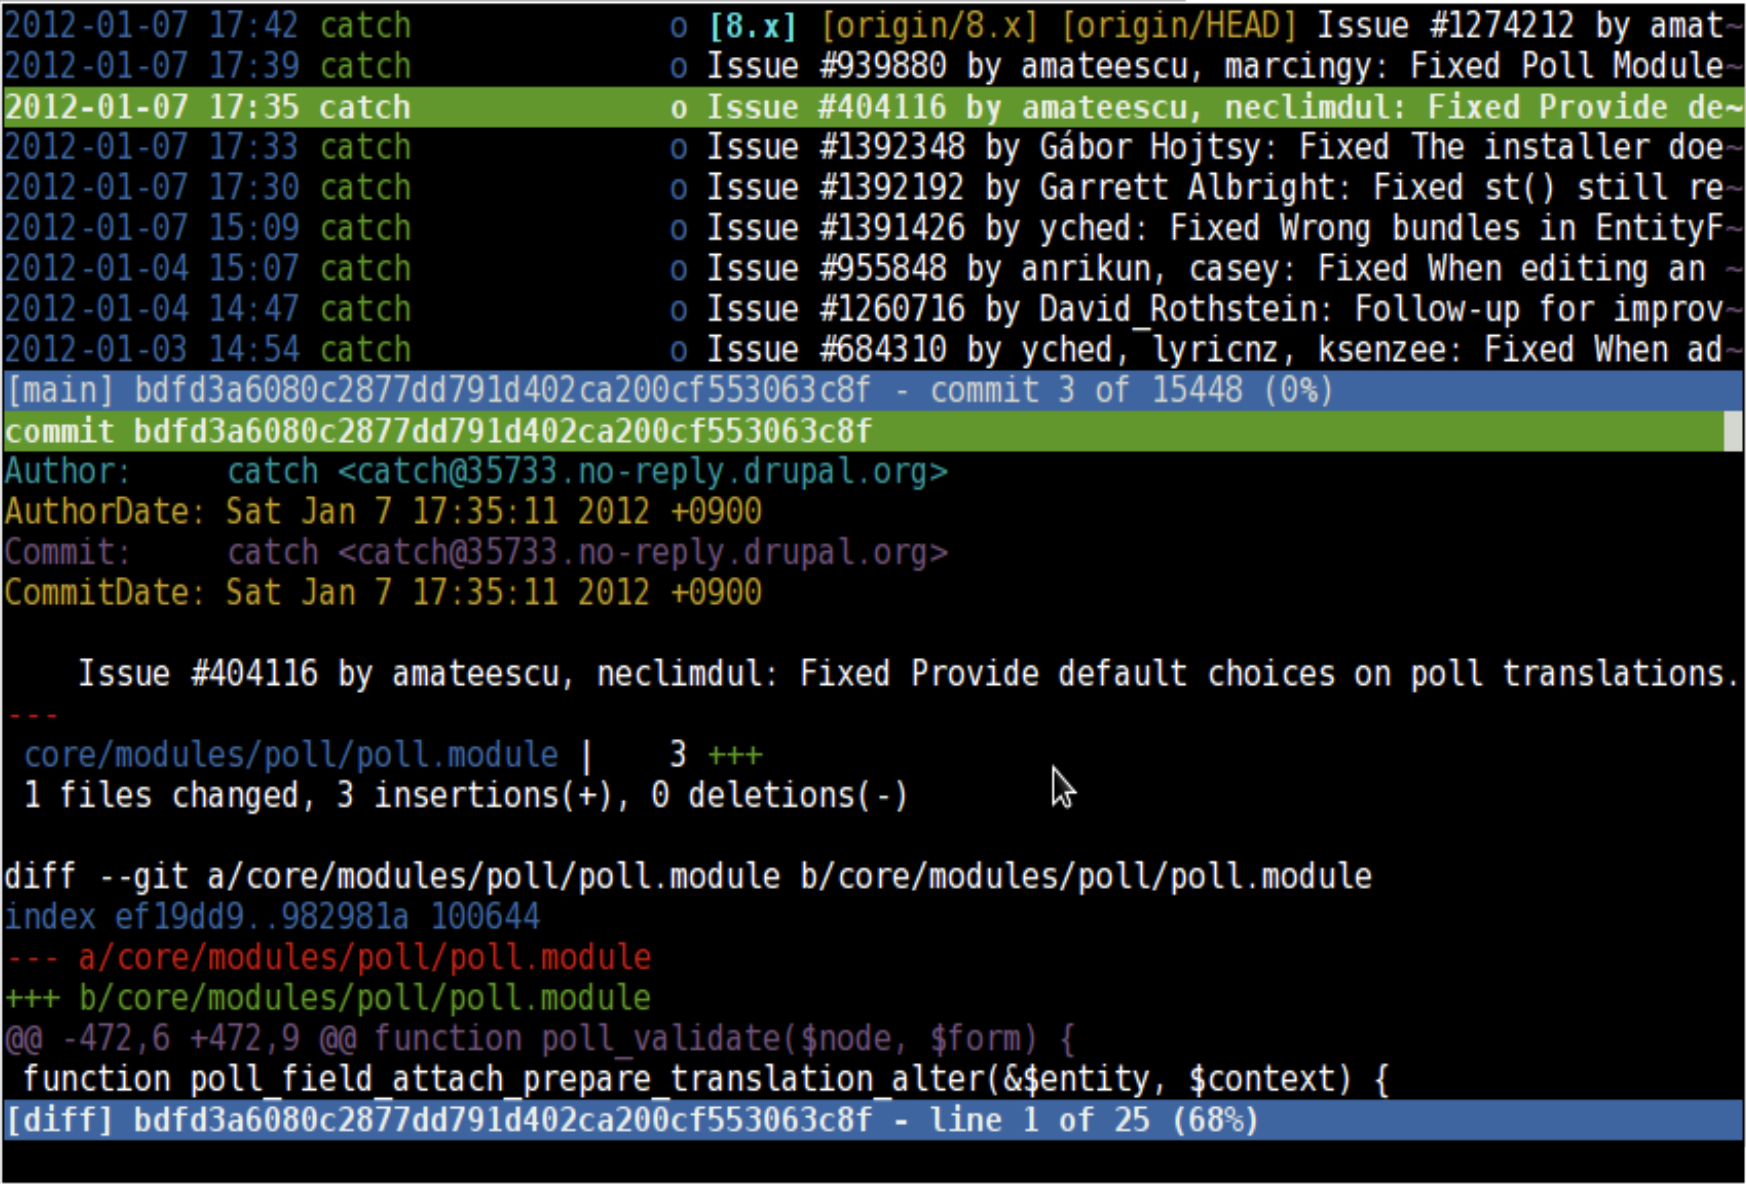 2012-01-07 17:42 catch o [8.x] [origin/8.x] [origin/HEAD] Issue #1274212 by amat~
2012-01-07 17:39 catch o Issue #939880 by amateescu, marcingy: Fixed Poll Module~
2012-01-07 17:35 catch o Issue #404116 by amateescu, neclimdul: Fixed Provide de~
2012-01-07 17:33 catch o Issue #1392348 by Gábor Hojtsy: Fixed The installer doe~
2012-01-07 17:30 catch o Issue #1392192 by Garrett Albright: Fixed st() still re~
2012-01-07 15:09 catch o Issue #1391426 by yched: Fixed Wrong bundles in EntityF~
2012-01-04 15:07 catch o Issue #955848 by anrikun, casey: Fixed When editing an ~
2012-01-04 14:47 catch o Issue #1260716 by David_Rothstein: Follow-up for improv~
2012-01-03 14:54 catch o Issue #684310 by yched, lyricnz, ksenzee: Fixed When ad~
[main] bdfd3a6080c2877dd791d402ca200cf553063c8f - commit 3 of 15448 (0%)
commit bdfd3a6080c2877dd791d402ca200cf553063c8f
Author: catch <catch@35733.no-reply.drupal.org>
AuthorDate: Sat Jan 7 17:35:11 2012 +0900
Commit: catch <catch@35733.no-reply.drupal.org>
CommitDate: Sat Jan 7 17:35:11 2012 +0900
Issue #404116 by amateescu, neclimdul: Fixed Provide default choices on poll translations.
---
core/modules/poll/poll.module | 3 +++
1 files changed, 3 insertions(+), 0 deletions(-)
diff --git a/core/modules/poll/poll.module b/core/modules/poll/poll.module
index ef19dd9..982981a 100644
--- a/core/modules/poll/poll.module
+++ b/core/modules/poll/poll.module
@@ -472,6 +472,9 @@ function poll_validate($node, $form) {
function poll_field_attach_prepare_translation_alter(&$entity, $context) {
[diff] bdfd3a6080c2877dd791d402ca200cf553063c8f - line 1 of 25 (68%)